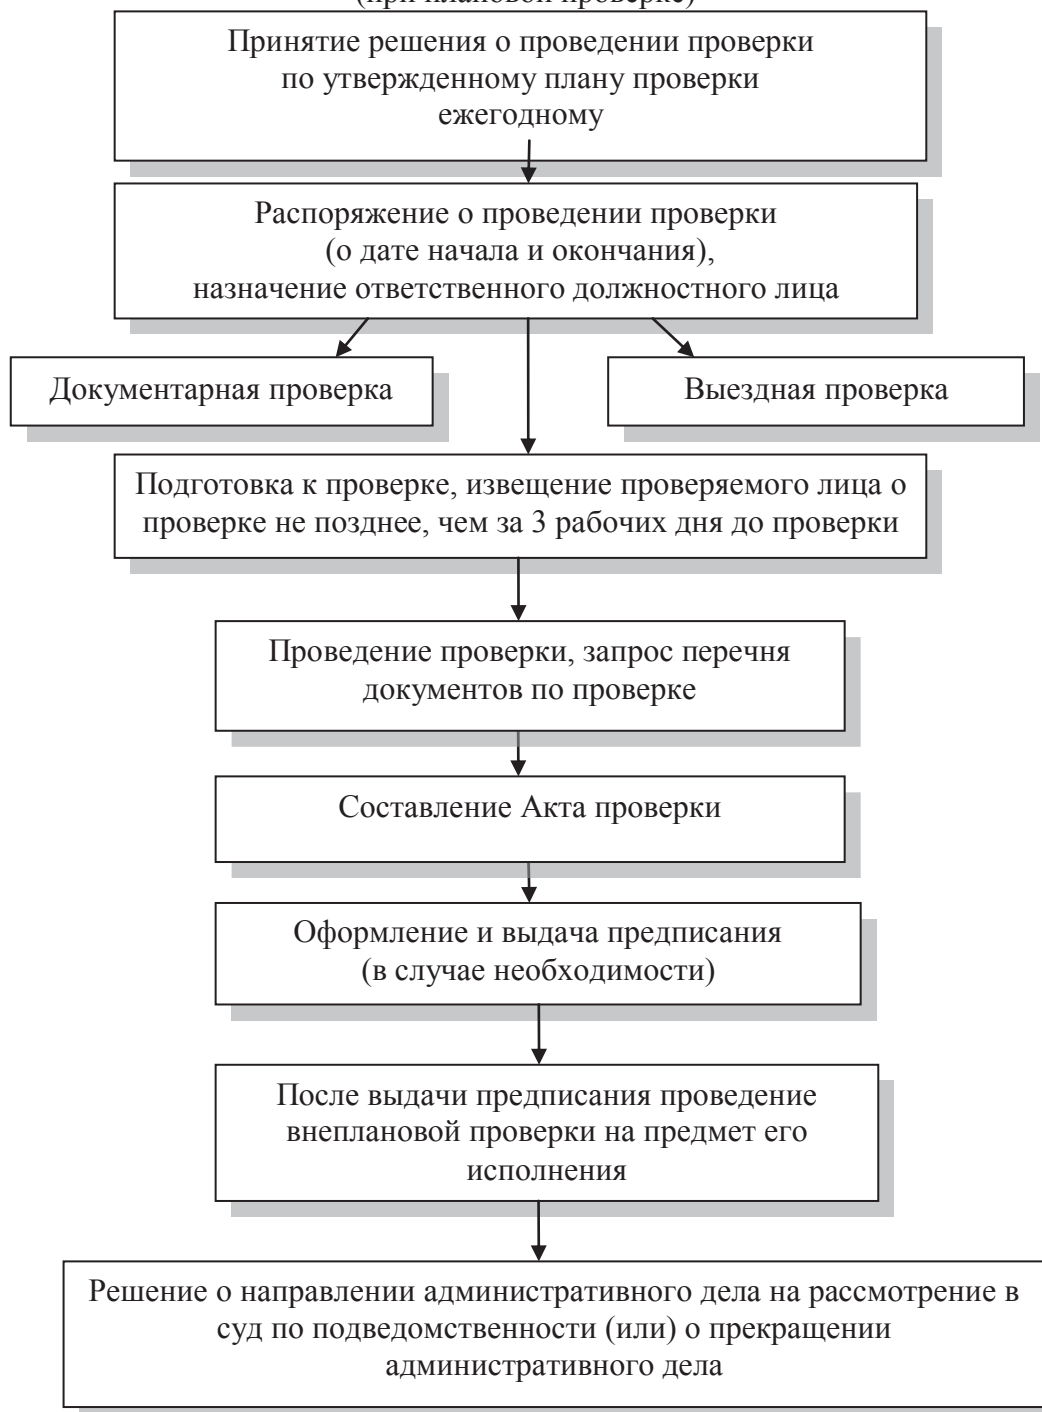 (при плановой проверке)
Принятие решения о проведении проверки
по утвержденному плану проверки
ежегодному
Распоряжение о проведении проверки
(о дате начала и окончания),
назначение ответственного должностного лица
Документарная проверка
Выездная проверка
Подготовка к проверке, извещение проверяемого лица о
проверке не позднее, чем за 3 рабочих дня до проверки
Проведение проверки, запрос перечня
документов по проверке
Составление Акта проверки
Оформление и выдача предписания
(в случае необходимости)
После выдачи предписания проведение
внеплановой проверки на предмет его
исполнения
Решение о направлении административного дела на рассмотрение в
суд по подведомственности (или) о прекращении
административного дела